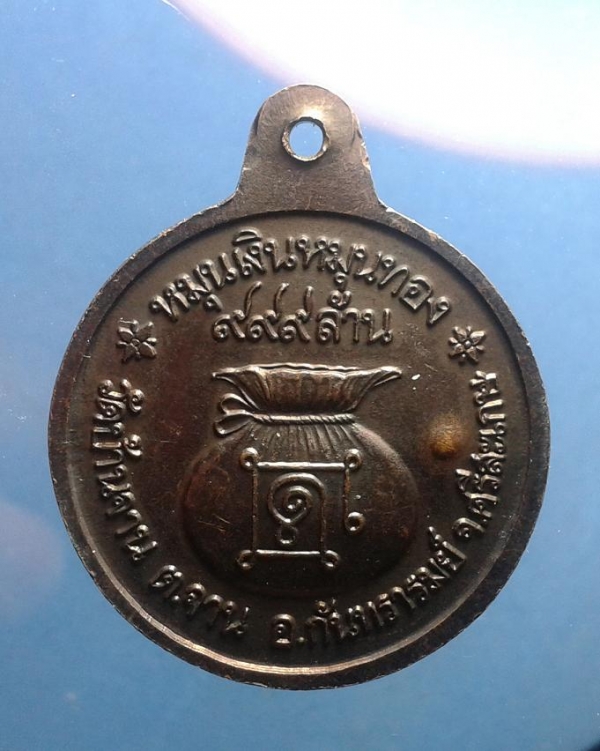 หมุนเงินหมุนทอง
๙๙๙ล้าน
วัดบ้านจาน ต.จาน อ.กันทรารมย์ จ.ศรีสะเกษ